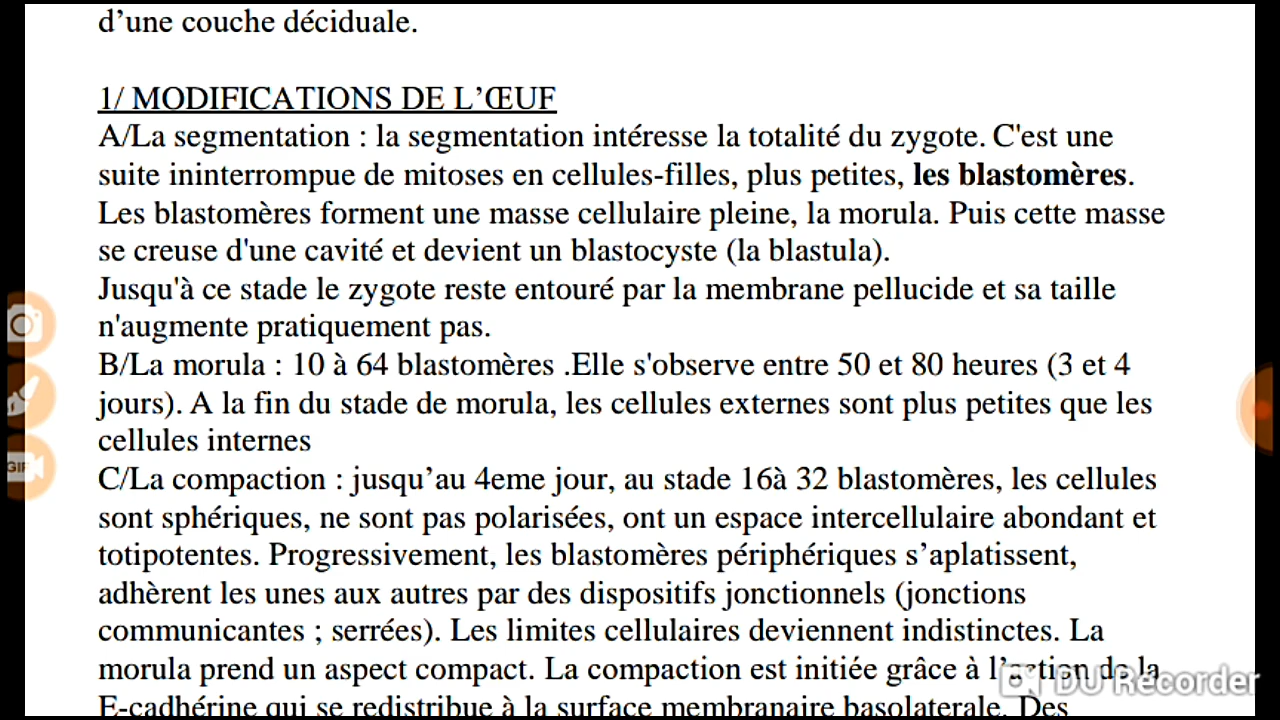 d’une couche déciduale.
1/ MODIFICATIONS DE L’ŒUF
A/La segmentation : la segmentation intéresse la totalité du zygote. C'est une
suite ininterrompue de mitoses en cellules-filles, plus petites, les blastomères.
Les blastomères forment une masse cellulaire pleine, la morula. Puis cette masse
se creuse d'une cavité et devient un blastocyste (la blastula).
Jusqu'à ce stade le zygote reste entouré par la membrane pellucide et sa taille
n'augmente pratiquement pas.
B/La morula : 10 à 64 blastomères .Elle s'observe entre 50 et 80 heures (3 et 4
jours). A la fin du stade de morula, les cellules externes sont plus petites que les
cellules internes
C/La compaction : jusqu’au 4eme jour, au stade 16à 32 blastomères, les cellules
sont sphériques, ne sont pas polarisées, ont un espace intercellulaire abondant et
totipotentes. Progressivement, les blastomères périphériques s’aplatissent,
adhèrent les unes aux autres par des dispositifs jonctionnels (jonctions
communicantes ; serrées). Les limites cellulaires deviennent indistinctes. La
morula prend un aspect compact. La compaction est initiée grâce à l’action de la
E-cadhérine qui se redistribue à la surface membranaire basolaterale. Des
GIF
DU Recorder